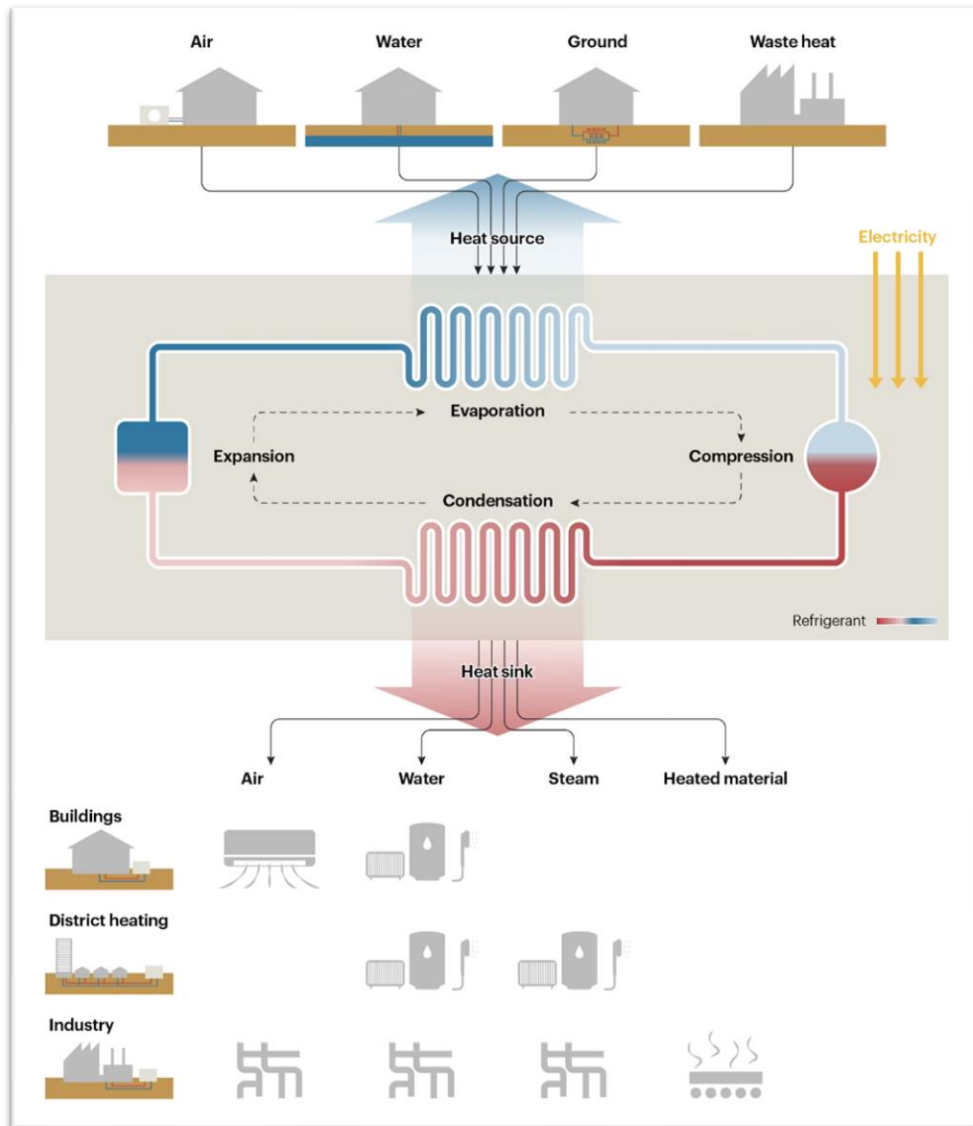 Air
Water
Ground
Waste heat
Heat source
Electricity
Evaporation
Expansion
Compression
Condensation
Refrigerant
Heat sink
Air
Water
Steam
Heated material
Buildings
District heating
Industry